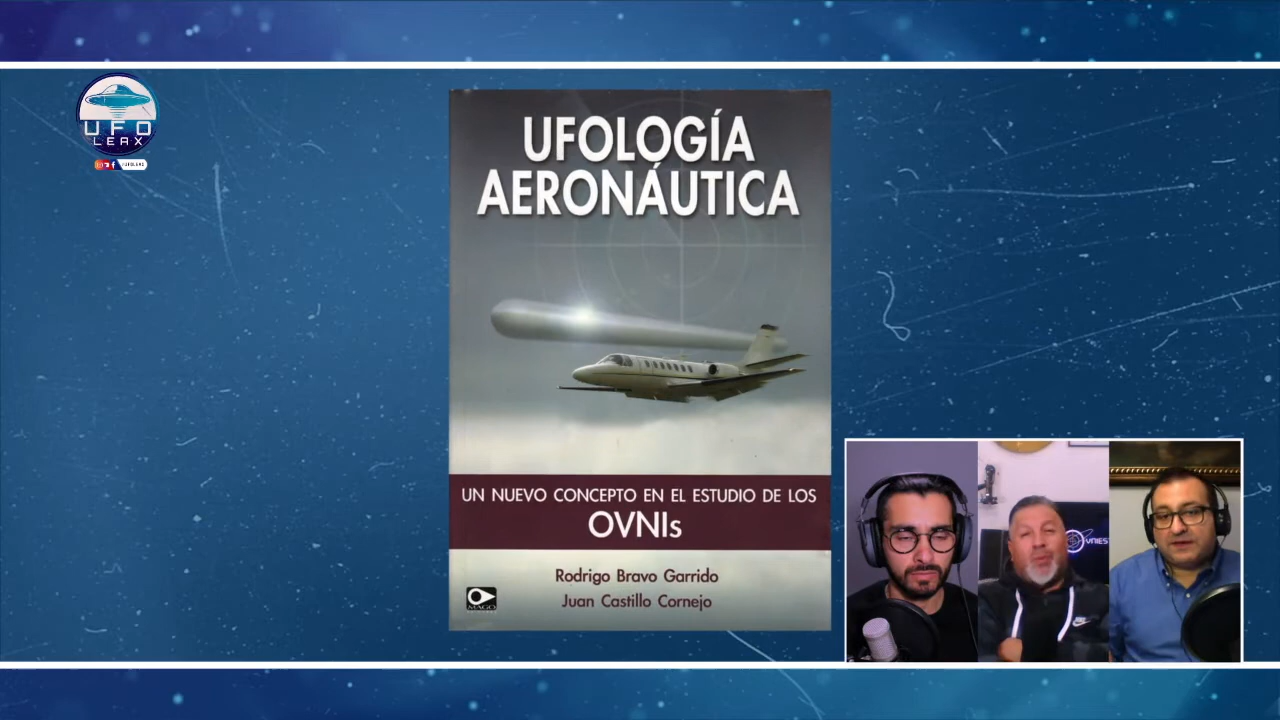 UFO
LEAX
UFOLOGÍA
AERONÁUTICA
UN NUEVO CONCEPTO EN EL ESTUDIO DE LOS
OVNIs
Rodrigo Bravo Garrido
Juan Castillo Cornejo
MAGO
VNIEST